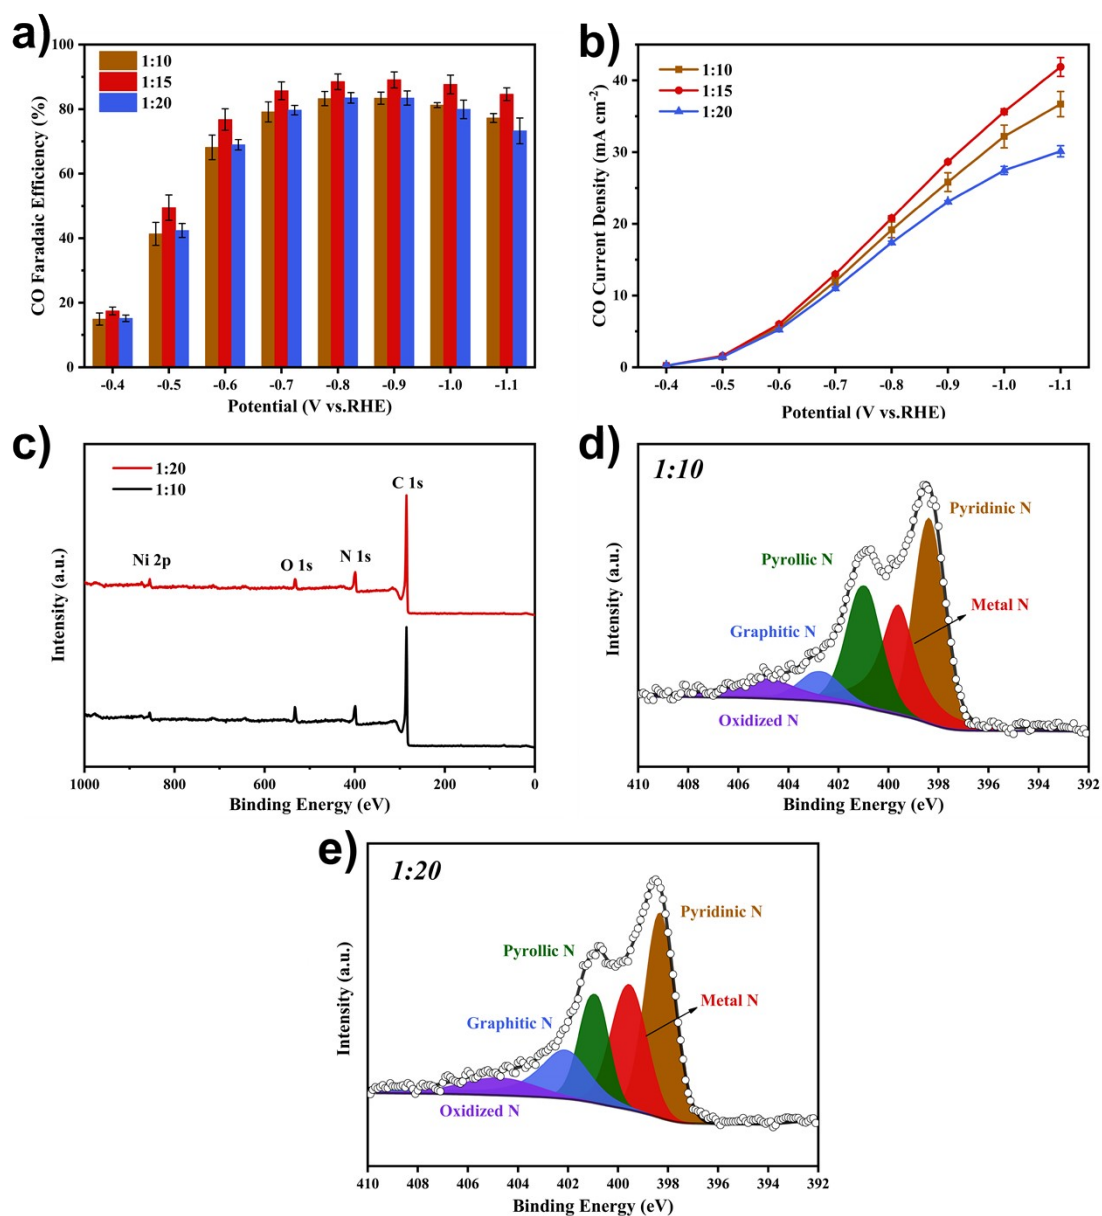 a)
1:10
1:15
1:20
CO Faradaic Efficiency (%)
100
80
60
40
20
0
-0.4 -0.5 -0.6 -0.7 -0.8 -0.9 -1.0 -1.1
Potential (V vs.RHE)
b)
1:10
1:15
1:20
CO Current Density (mA cm-2)
40
30
20
10
0
-0.4 -0.5 -0.6 -0.7 -0.8 -0.9 -1.0 -1.1
Potential (V vs.RHE)
c)
1:20
1:10
C 1s
Ni 2p
O 1s
N 1s
Intensity (a.u.)
1000 800 600 400 200 0
Binding Energy (eV)
d)
1:10
Pyridinic N
Pyrollic N
Metal N
Graphitic N
Oxidized N
Intensity (a.u.)
410 408 406 404 402 400 398 396 394 392
Binding Energy (eV)
e)
1:20
Pyridinic N
Pyrollic N
Metal N
Graphitic N
Oxidized N
Intensity (a.u.)
410 408 406 404 402 400 398 396 394 392
Binding Energy (eV)